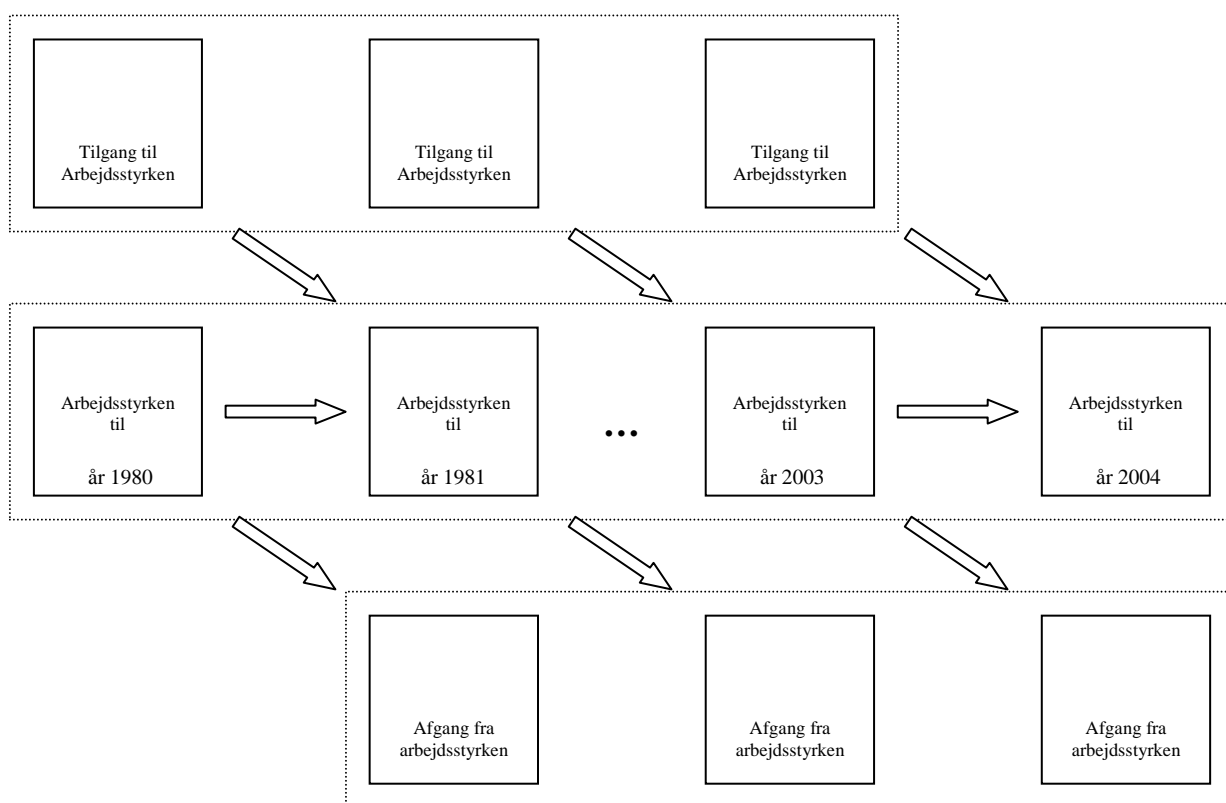 Tilgang til
Arbejdsstyrken
Tilgang til
Arbejdsstyrken
Tilgang til
Arbejdsstyrken
Arbejdsstyrken
til
år 1980
Arbejdsstyrken
til
år 1981
...
Arbejdsstyrken
til
år 2003
Arbejdsstyrken
til
år 2004
Afgang fra
arbejdsstyrken
Afgang fra
arbejdsstyrken
Afgang fra
arbejdsstyrken